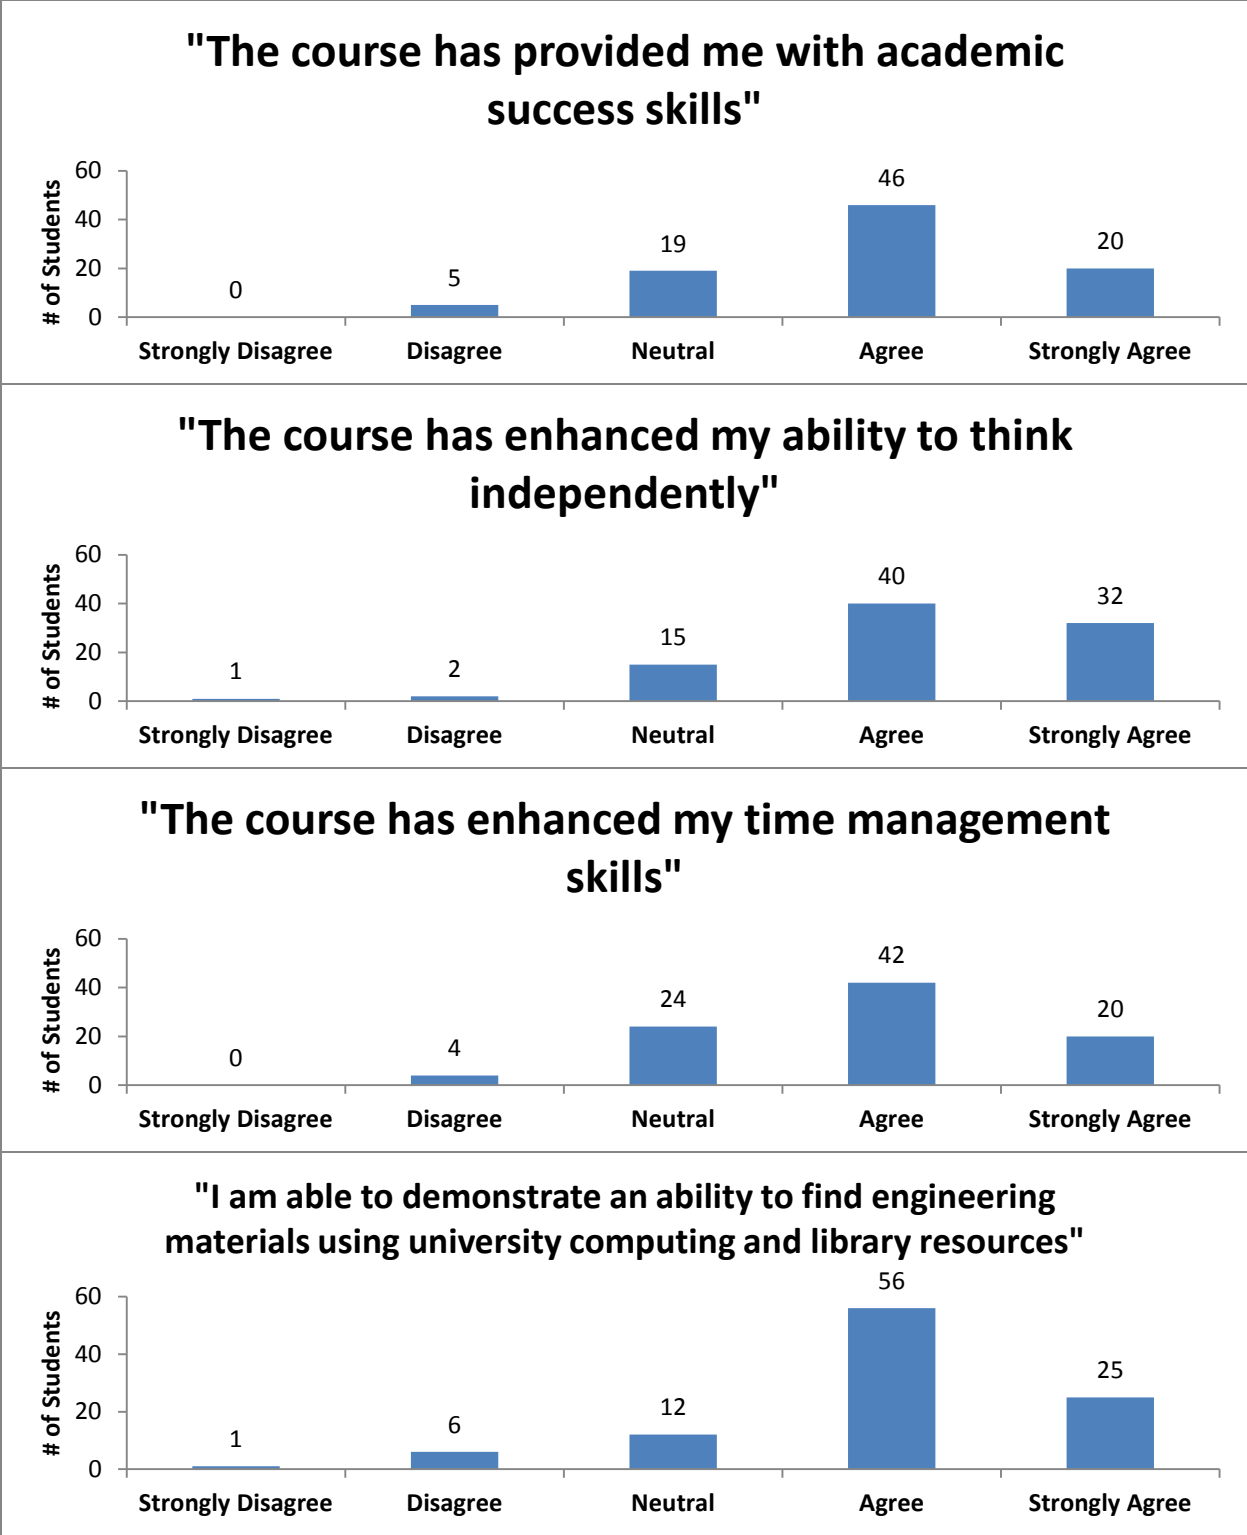 "The course has provided me with academic
success skills"
# of Students
60
40
20
0
0
5
19
46
20
Strongly Disagree
Disagree
Neutral
Agree
Strongly Agree
"The course has enhanced my ability to think
independently"
# of Students
60
40
20
0
1
2
15
40
32
Strongly Disagree
Disagree
Neutral
Agree
Strongly Agree
"The course has enhanced my time management
skills"
# of Students
60
40
20
0
0
4
24
42
20
Strongly Disagree
Disagree
Neutral
Agree
Strongly Agree
"I am able to demonstrate an ability to find engineering
materials using university computing and library resources"
# of Students
60
40
20
0
1
6
12
56
25
Strongly Disagree
Disagree
Neutral
Agree
Strongly Agree